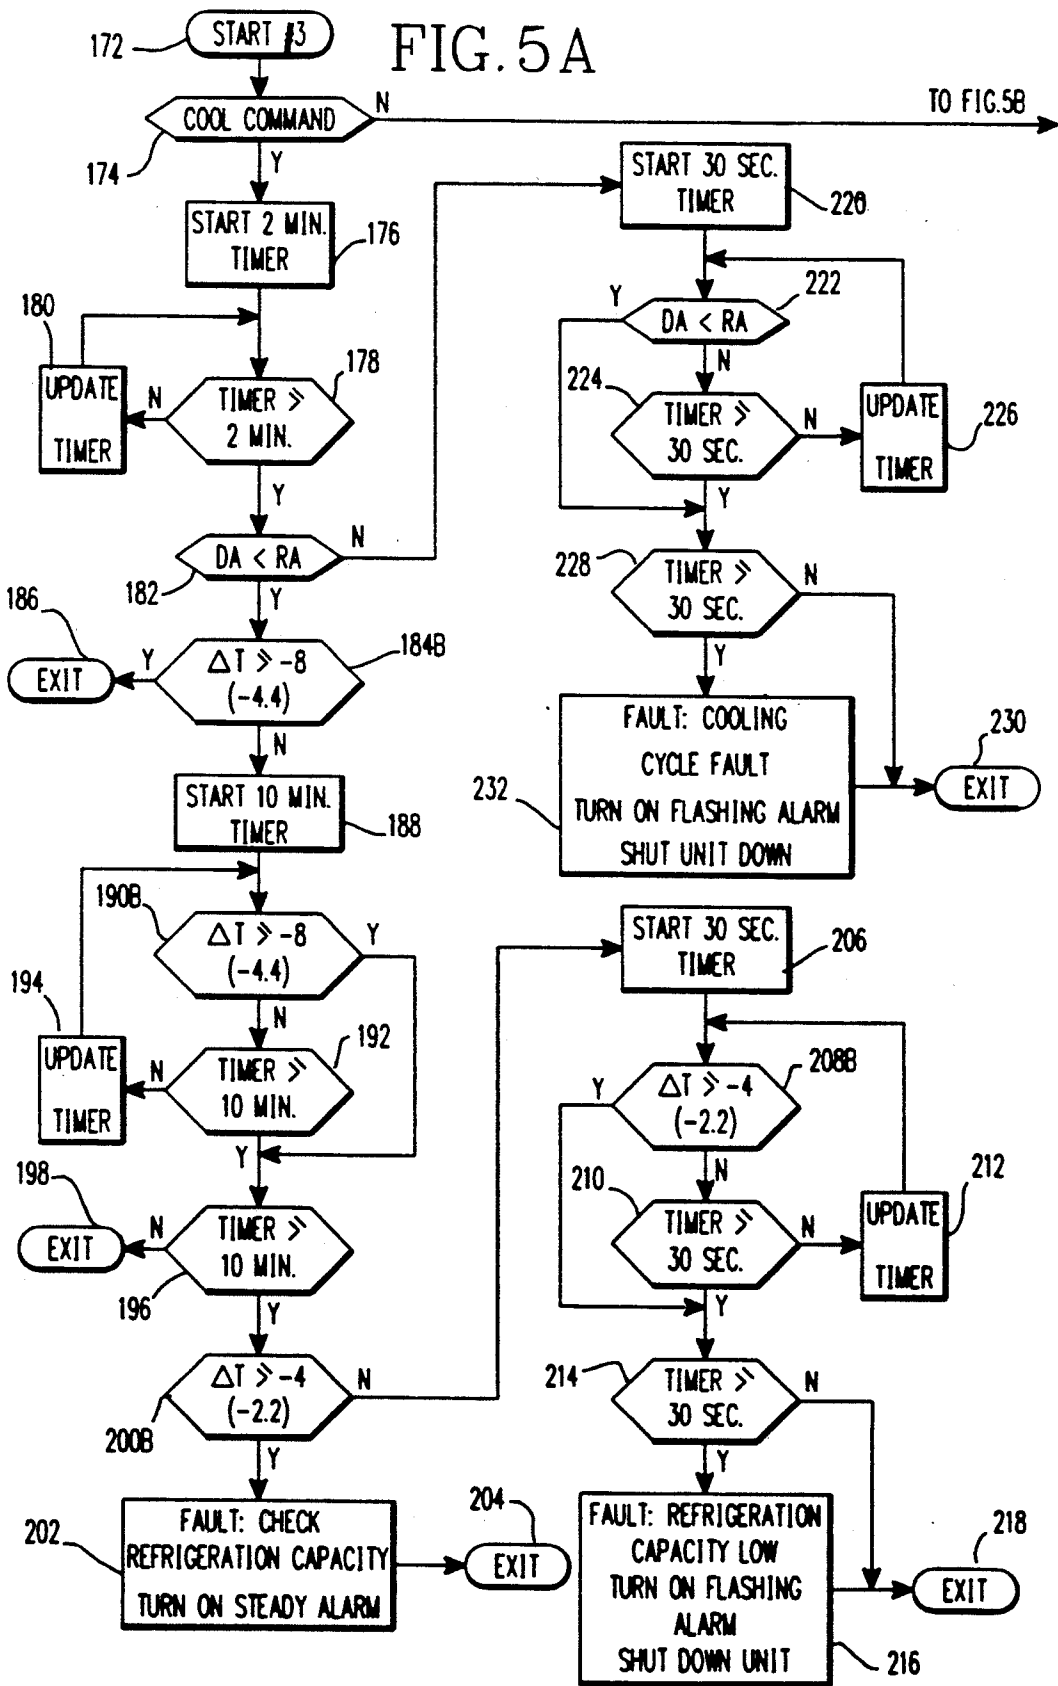 FIG. 5A
172
START #3
COOL COMMAND
N
TO FIG.5B
174
Y
START 2 MIN.
TIMER
176
180
UPDATE
TIMER
N
TIMER ⩾
2 MIN.
178
Y
DA < RA
N
182
Y
186
EXIT
Y
ΔT ⩾ -8
(-4.4)
184B
N
START 10 MIN.
TIMER
188
190B
ΔT ⩾ -8
(-4.4)
Y
N
194
UPDATE
TIMER
N
TIMER ⩾
10 MIN.
192
Y
198
EXIT
N
TIMER ⩾
10 MIN.
196
Y
ΔT ⩾ -4
(-2.2)
N
200B
Y
202
FAULT: CHECK
REFRIGERATION CAPACITY
TURN ON STEADY ALARM
204
EXIT
START 30 SEC.
TIMER
220
222
Y
DA < RA
N
224
TIMER ⩾
30 SEC.
N
UPDATE
TIMER
226
Y
228
TIMER ⩾
30 SEC.
N
Y
FAULT: COOLING
CYCLE FAULT
TURN ON FLASHING ALARM
SHUT UNIT DOWN
232
230
EXIT
START 30 SEC.
TIMER
206
208B
Y
ΔT ⩾ -4
(-2.2)
N
210
TIMER ⩾
30 SEC.
N
212
UPDATE
TIMER
Y
214
TIMER ⩾
30 SEC.
N
Y
FAULT: REFRIGERATION
CAPACITY LOW
TURN ON FLASHING
ALARM
SHUT DOWN UNIT
216
218
EXIT